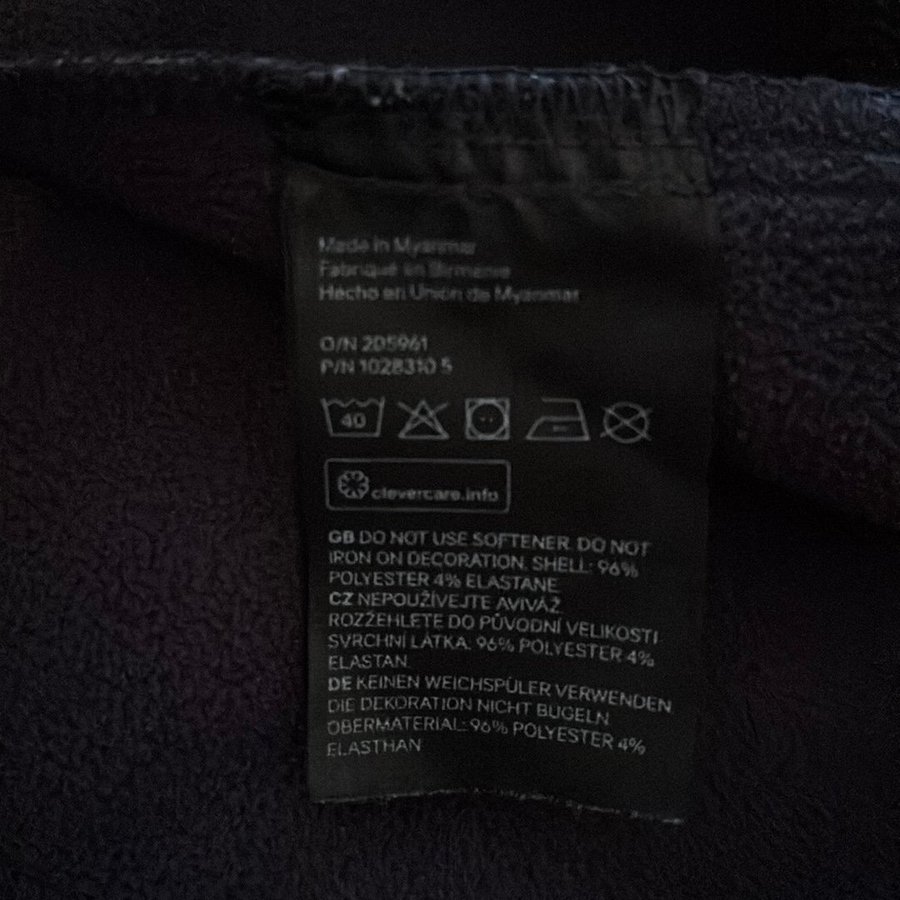 Made in Myanmar
Fabriqué en Birmanie
Hecho en Unión de Myanmar
O/N 205961
P/N 1028310 5
40
clevercare.info
GB DO NOT USE SOFTENER. DO NOT
IRON ON DECORATION. SHELL: 96%
POLYESTER 4% ELASTANE
CZ NEPOUŽÍVEJTE AVIVÁŽ.
ROZŽEHLETE DO PŮVODNÍ VELIKOSTI.
SVRCHNÍ LÁTKA: 96% POLYESTER 4%
ELASTAN
DE KEINEN WEICHSPÜLER VERWENDEN.
DIE DEKORATION NICHT BÜGELN.
OBERMATERIAL: 96% POLYESTER 4%
ELASTHAN